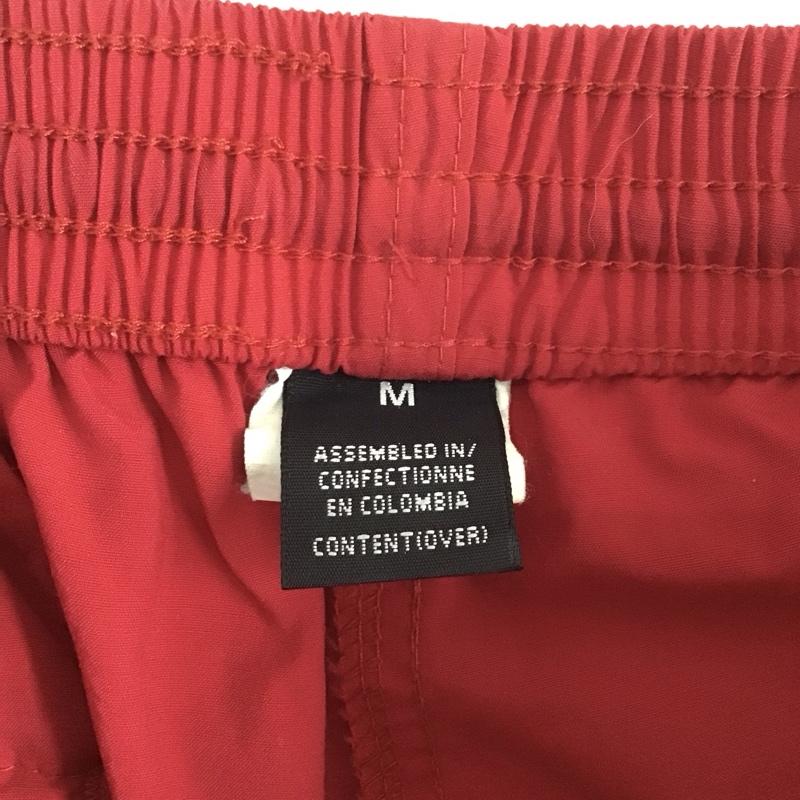 M
ASSEMBLED IN/
CONFECTIONNE
EN COLOMBIA
CONTENT(OVER)